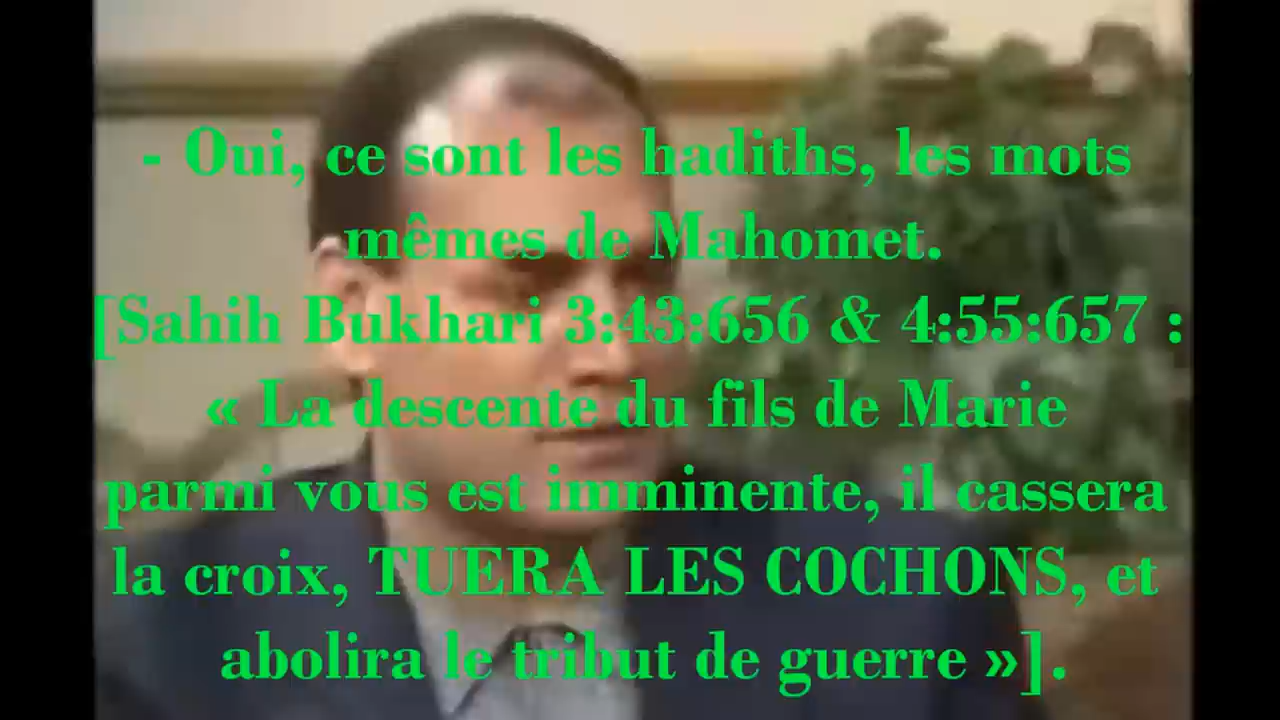 - Oui, ce sont les hadiths, les mots
mêmes de Mahomet.
[Sahih Bukhari 3:43:656 & 4:55:657 :
« La descente du fils de Marie
parmi vous est imminente, il cassera
la croix, TUERA LES COCHONS, et
abolira le tribut de guerre »].